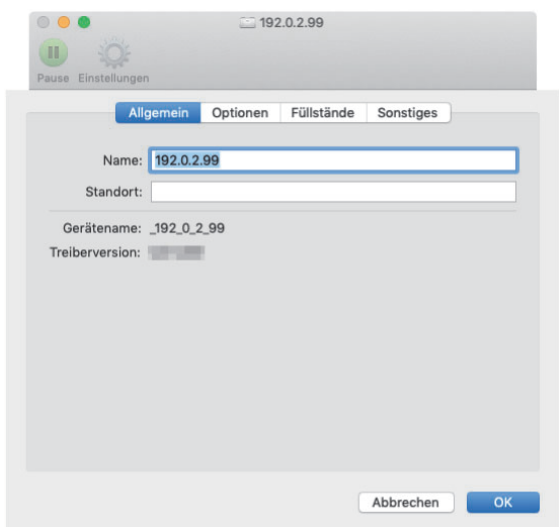 192.0.2.99
Pause Einstellungen
Allgemein Optionen Füllstände Sonstiges
Name: 192.0.2.99
Standort:
Gerätename: _192_0_2_99
Treiberversion:
Abbrechen OK